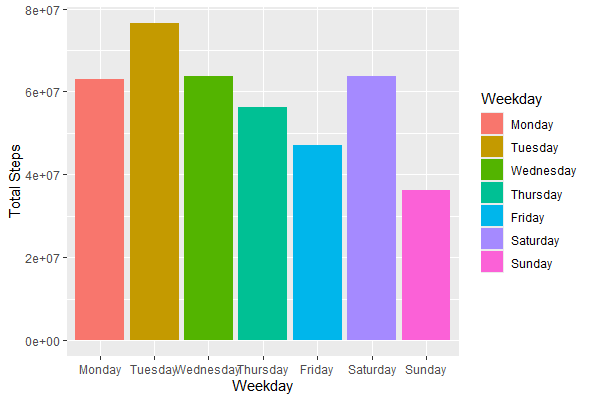 8e+07
6e+07
4e+07
2e+07
0e+00
Total Steps
Monday Tuesday Wednesday Thursday Friday Saturday Sunday
Weekday
Weekday
Monday
Tuesday
Wednesday
Thursday
Friday
Saturday
Sunday